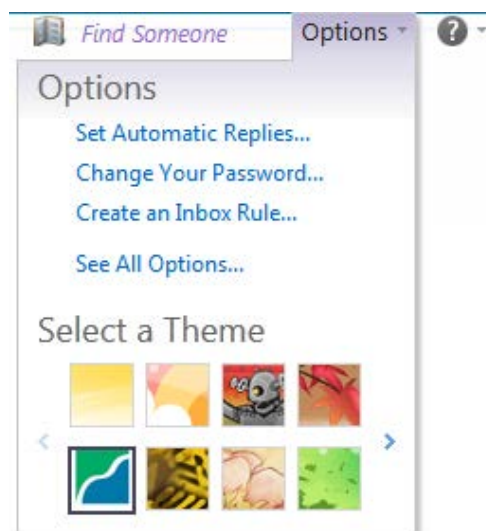 Find Someone Options ?
Options
Set Automatic Replies...
Change Your Password...
Create an Inbox Rule...
See All Options...
Select a Theme